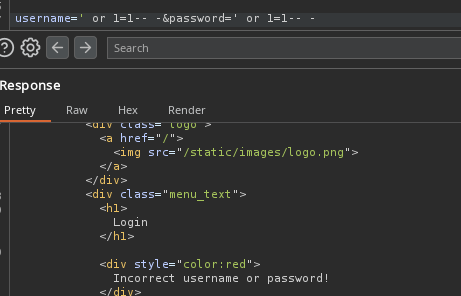 username=' or 1=1-- -&password=' or 1=1-- -
Search
Response
Pretty Raw Hex Render
<div class="logo">
<a href="/">
<img src="/static/images/logo.png">
</a>
</div>
<div class="menu_text">
<h1>
Login
</h1>
<div style="color:red">
Incorrect username or password!
</div>